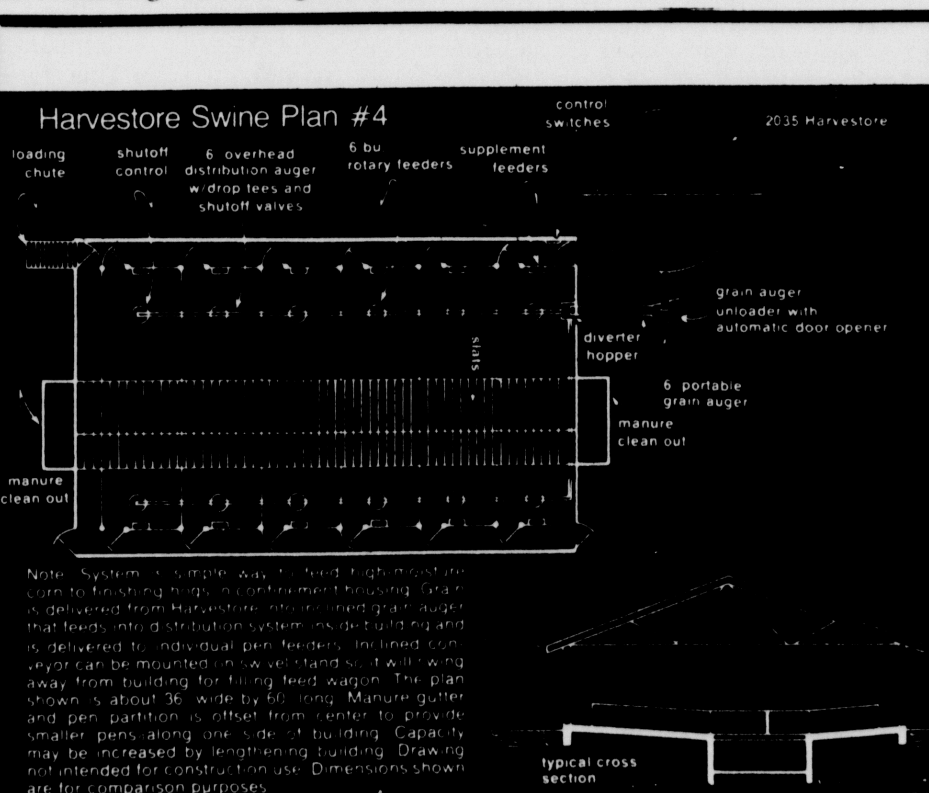 Harvestore Swine Plan #4
control
switches
2035 Harvestore
loading
chute
shutoff
control
6 overhead
distribution auger
w/drop tees and
shutoff valves
6 bu
rotary feeders
supplement
feeders
grain auger
unloader with
automatic door opener
diverter
hopper
slats
6 portable
grain auger
manure
clean out
manure
clean out
Note System is simple way to feed high-moisture
corn to finishing hogs in confinement housing. Grain
is delivered from Harvestore into inclined grain auger
that feeds into distribution system inside building and
is delivered to individual pen feeders. Inclined con-
veyor can be mounted on swivel stand so it will swing
away from building for filling feed wagon. The plan
shown is about 36' wide by 60' long. Manure gutter
and pen partition is offset from center to provide
smaller pens along one side of building. Capacity
may be increased by lengthening building. Drawing
not intended for construction use. Dimensions shown
are for comparison purposes
typical cross
section